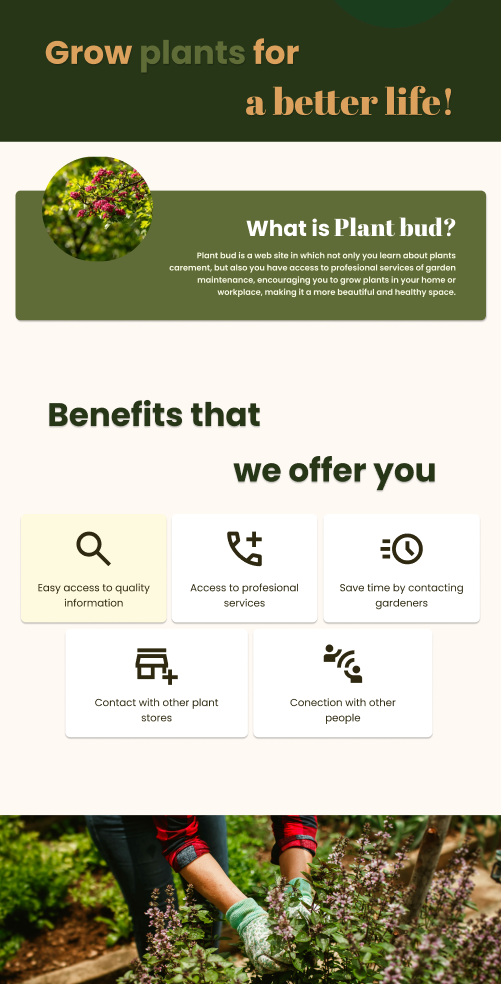 Grow plants for
a better life!
What is Plant bud?
Plant bud is a web site in which not only you learn about plants
carement, but also you have access to profesional services of garden
maintenance, encouraging you to grow plants in your home or
workplace, making it a more beautiful and healthy space.
Benefits that
we offer you
Easy access to quality
information
Access to profesional
services
Save time by contacting
gardeners
Contact with other plant
stores
Conection with other
people